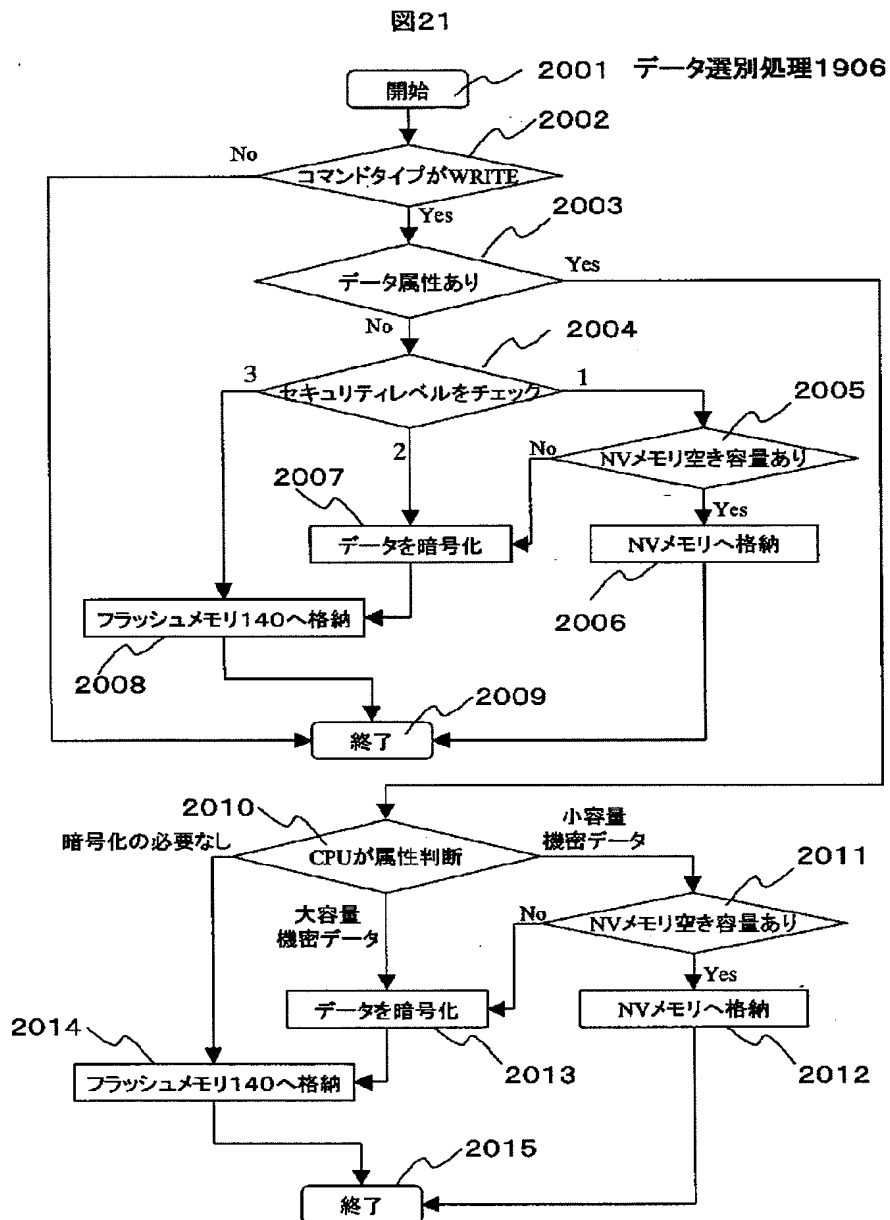 図21
2001 データ選別処理1906
開始
2002
No
コマンドタイプがWRITE
Yes
2003
データ属性あり
Yes
No
2004
3
セキュリティレベルをチェック
1
2005
2
No
NVメモリ空き容量あり
2007
Yes
データを暗号化
NVメモリへ格納
フラッシュメモリ140へ格納
2006
2008
2009
終了
2010
小容量
機密データ
暗号化の必要なし
CPUが属性判断
2011
大容量
機密データ
No
NVメモリ空き容量あり
Yes
データを暗号化
NVメモリへ格納
2014
2013
2012
フラッシュメモリ140へ格納
2015
終了